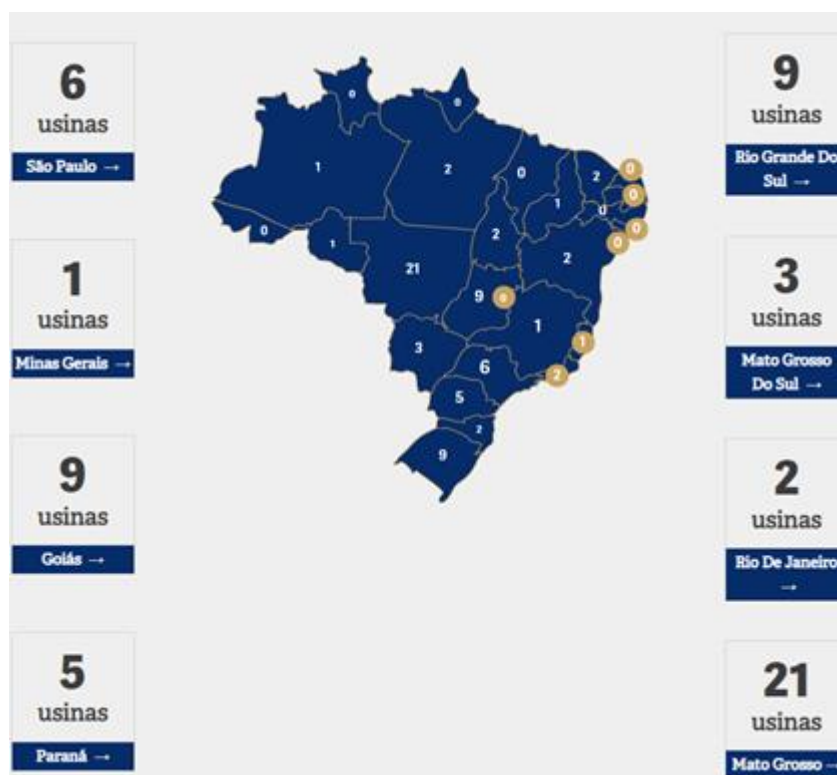 6
usinas
São Paulo →
1
usinas
Minas Gerais →
9
usinas
Goiás →
5
usinas
Paraná →
0
0
1
2
0
2
0
1
0
0
0
0
0
1
2
2
21
9
0
1
1
3
6
2
5
2
9
9
usinas
Rio Grande Do
Sul →
3
usinas
Mato Grosso
Do Sul →
2
usinas
Rio De Janeiro
→
21
usinas
Mato Grosso →